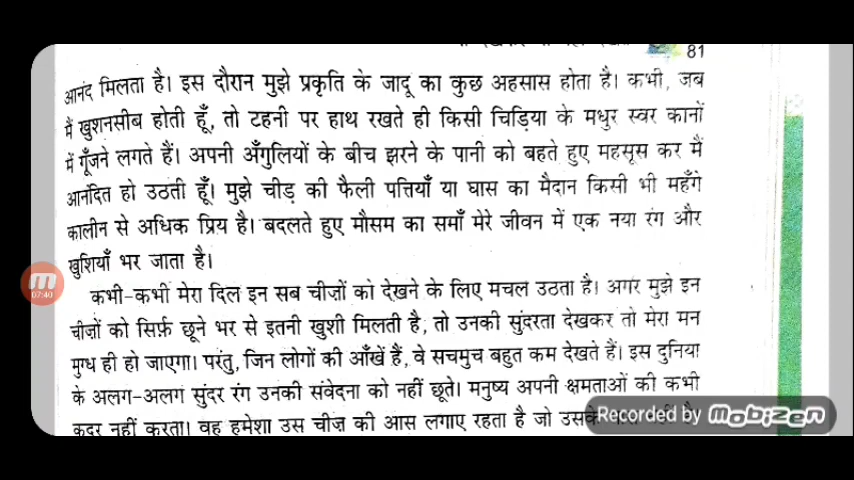 81
आनंद मिलता है। इस दौरान मुझे प्रकृति के जादू का कुछ अहसास होता है। कभी, जब
मैं खुशनसीब होती हूँ, तो टहनी पर हाथ रखते ही किसी चिड़िया के मधुर स्वर कानों
में गूँजने लगते हैं। अपनी अँगुलियों के बीच झरने के पानी को बहते हुए महसूस कर मैं
आनंदित हो उठती हूँ। मुझे चीड़ की फैली पत्तियाँ या घास का मैदान किसी भी महँगे
कालीन से अधिक प्रिय है। बदलते हुए मौसम का समाँ मेरे जीवन में एक नया रंग और
खुशियाँ भर जाता है।
कभी-कभी मेरा दिल इन सब चीज़ों को देखने के लिए मचल उठता है। अगर मुझे इन
चीज़ों को सिर्फ़ छूने भर से इतनी खुशी मिलती है, तो उनकी सुंदरता देखकर तो मेरा मन
मुग्ध ही हो जाएगा। परंतु, जिन लोगों की आँखें हैं, वे सचमुच बहुत कम देखते हैं। इस दुनिया
के अलग-अलग सुंदर रंग उनकी संवेदना को नहीं छूते। मनुष्य अपनी क्षमताओं की कभी
कदर नहीं करता। वह हमेशा उस चीज़ की आस लगाए रहता है जो
07:40
Recorded by mobizen